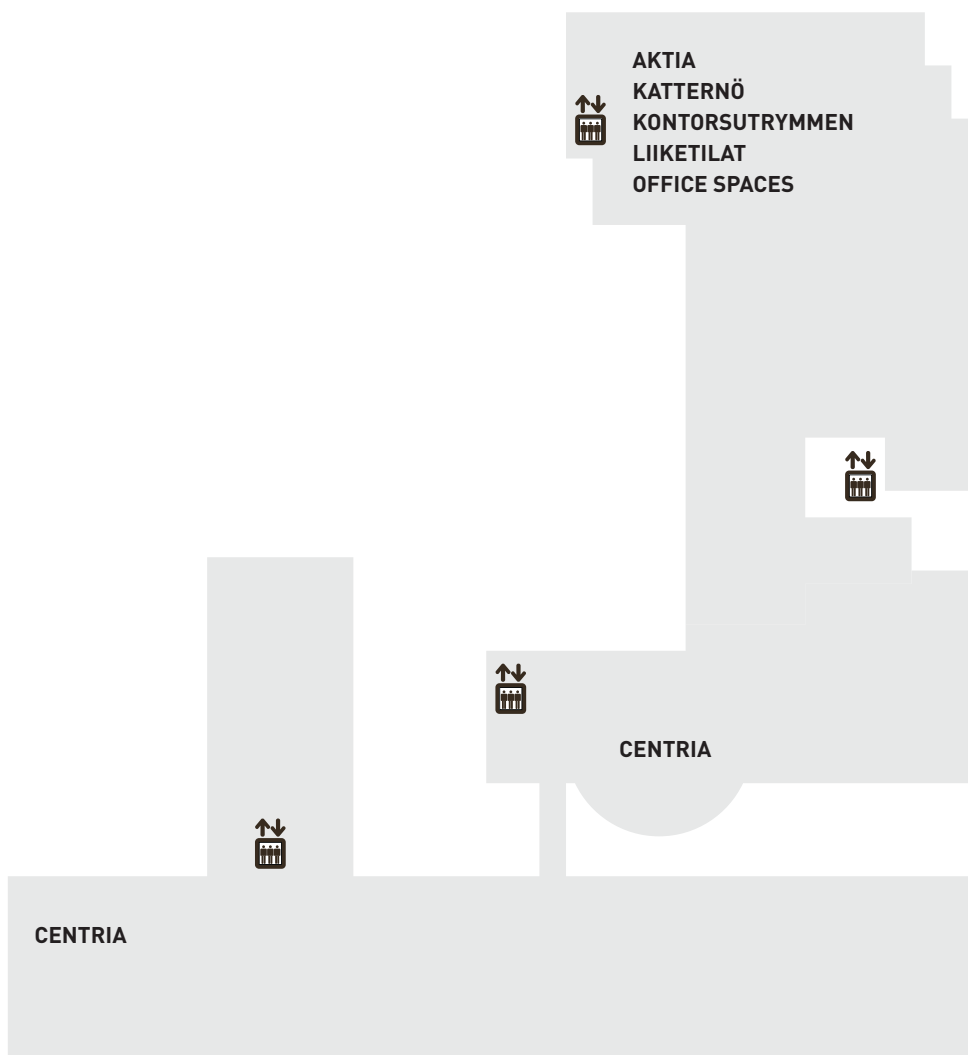 AKTIA
KATTERNÖ
KONTORSUTRYMMEN
LIIKETILAT
OFFICE SPACES
CENTRIA
CENTRIA